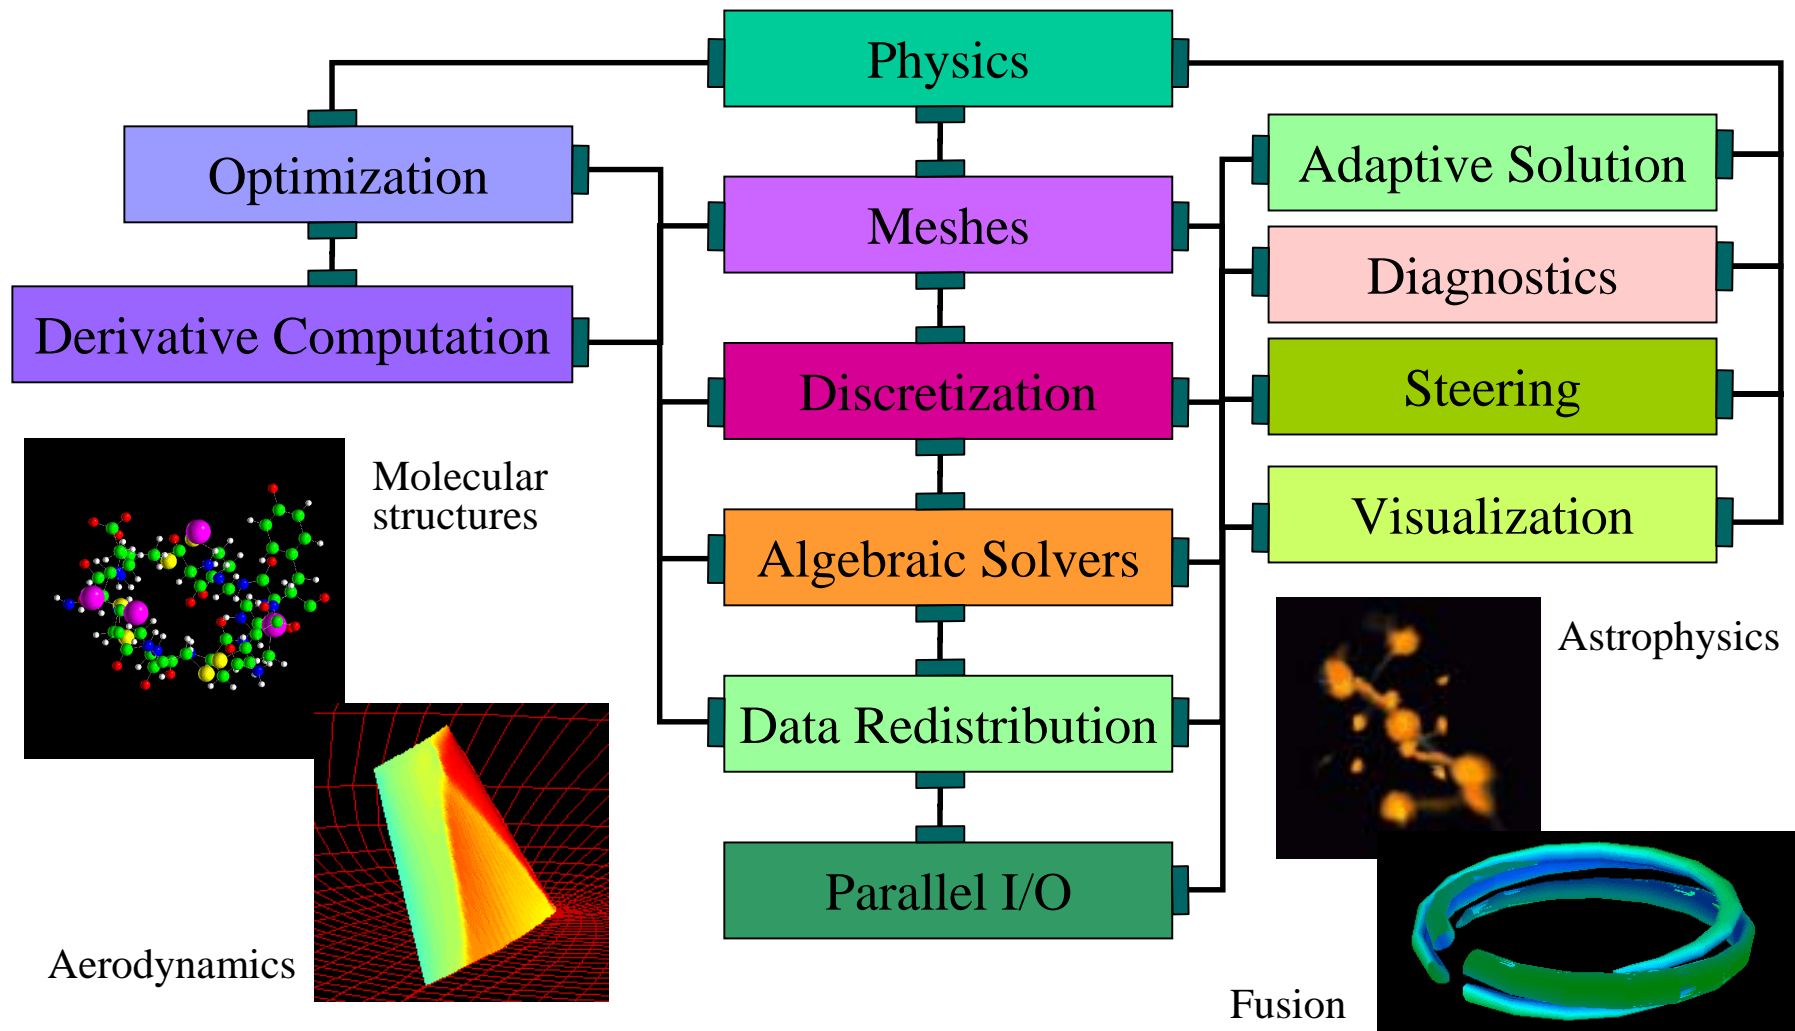 Physics
Optimization
Adaptive Solution
Meshes
Diagnostics
Derivative Computation
Discretization
Steering
Molecular
structures
Visualization
Algebraic Solvers
Astrophysics
Data Redistribution
Parallel I/O
Aerodynamics
Fusion